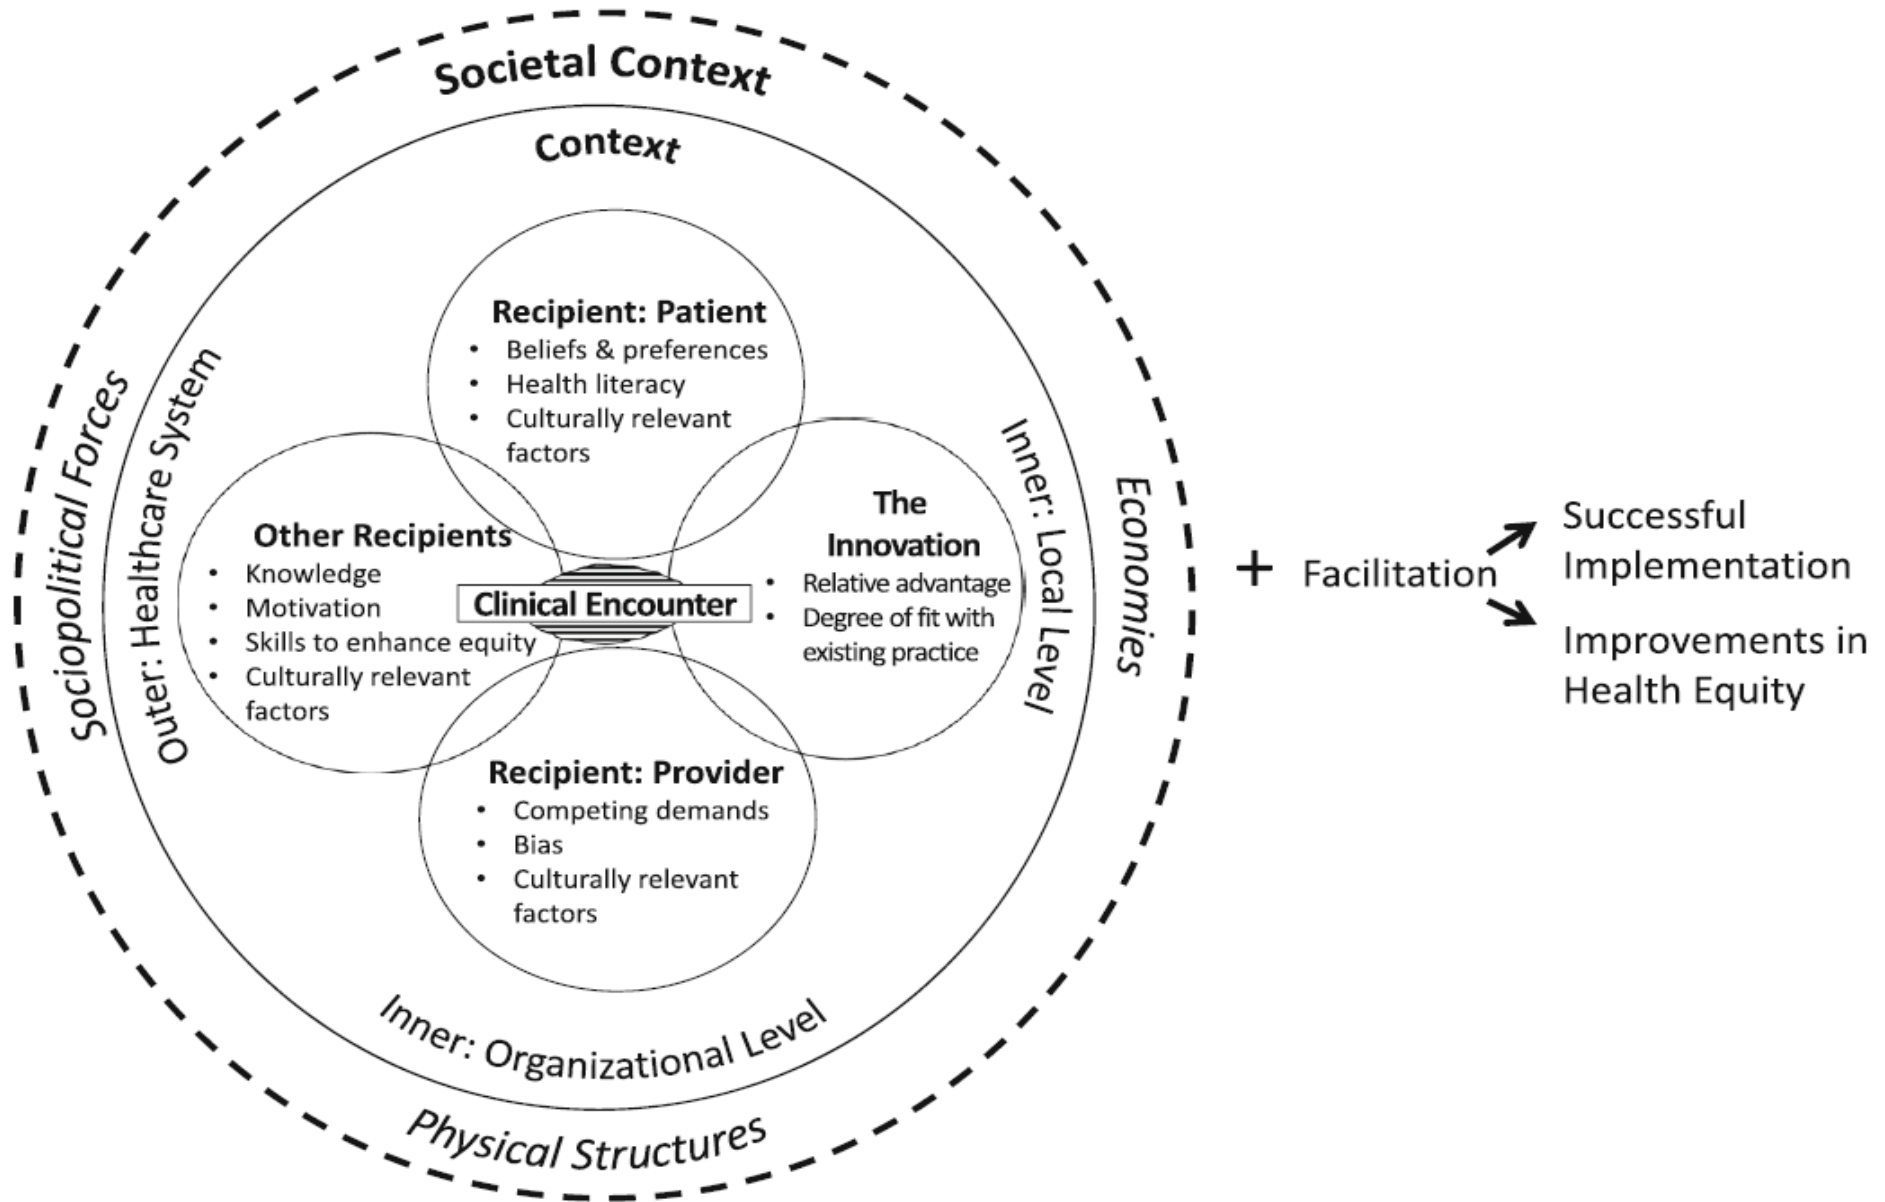 Societal Context
Context
Sociopolitical Forces
Outer: Healthcare System
Recipient: Patient
• Beliefs & preferences
• Health literacy
• Culturally relevant
factors
Other Recipients
• Knowledge
• Motivation
• Skills to enhance equity
• Culturally relevant
factors
Clinical Encounter
The
Innovation
• Relative advantage
• Degree of fit with
existing practice
Recipient: Provider
• Competing demands
• Bias
• Culturally relevant
factors
Inner: Local Level
Economies
Inner: Organizational Level
Physical Structures
+ Facilitation
Successful
Implementation
Improvements in
Health Equity